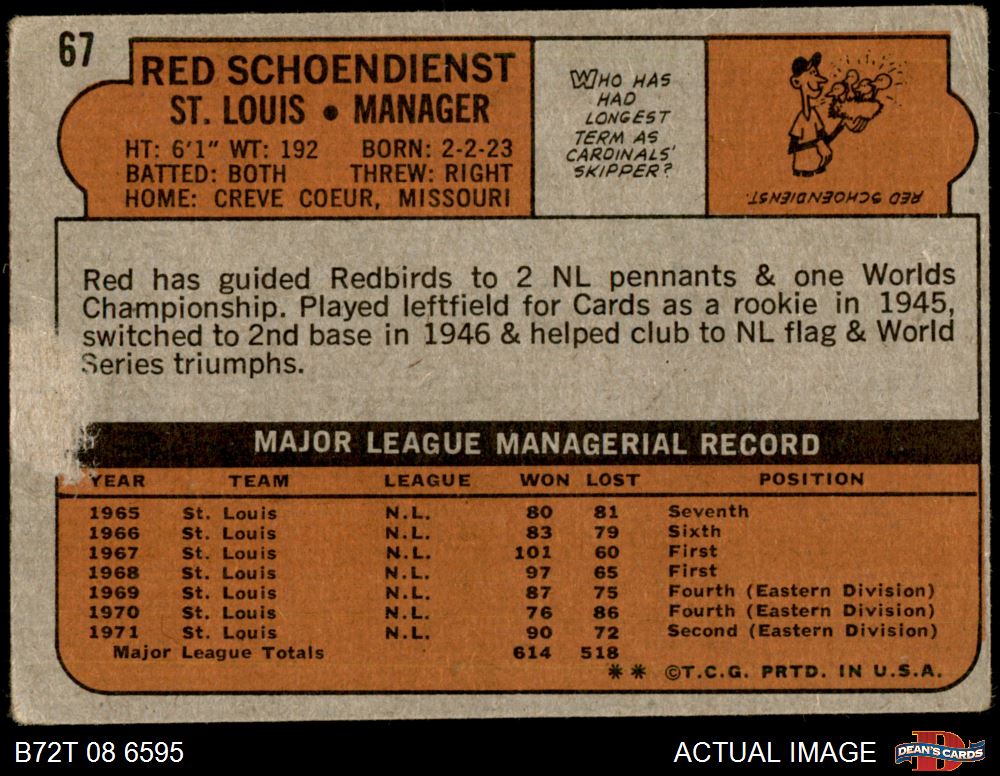 67
RED SCHOENDIENST
ST. LOUIS • MANAGER
HT: 6'1" WT: 192 BORN: 2-2-23
BATTED: BOTH THREW: RIGHT
HOME: CREVE COEUR, MISSOURI
WHO HAS
HAD
LONGEST
TERM AS
CARDINALS'
SKIPPER?
RED SCHOENDIENST.
Red has guided Redbirds to 2 NL pennants & one Worlds
Championship. Played leftfield for Cards as a rookie in 1945,
switched to 2nd base in 1946 & helped club to NL flag & World
Series triumphs.
MAJOR LEAGUE MANAGERIAL RECORD
YEAR TEAM LEAGUE WON LOST POSITION
1965 St. Louis N.L. 80 81 Seventh
1966 St. Louis N.L. 83 79 Sixth
1967 St. Louis N.L. 101 60 First
1968 St. Louis N.L. 97 65 First
1969 St. Louis N.L. 87 75 Fourth (Eastern Division)
1970 St. Louis N.L. 76 86 Fourth (Eastern Division)
1971 St. Louis N.L. 90 72 Second (Eastern Division)
Major League Totals 614 518
** ©T.C.G. PRTD. IN U.S.A.
B72T 08 6595 ACTUAL IMAGE DEAN'S CARDS